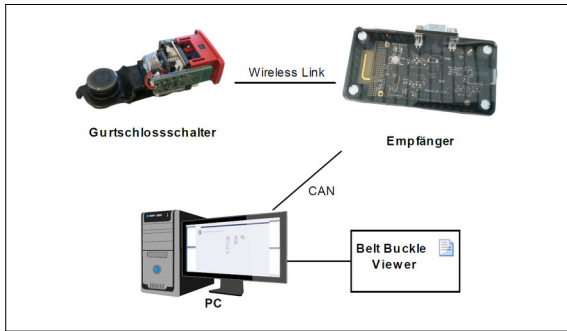 Wireless Link
Gurtschlossschalter
Empfänger
CAN
Belt Buckle
Viewer
PC